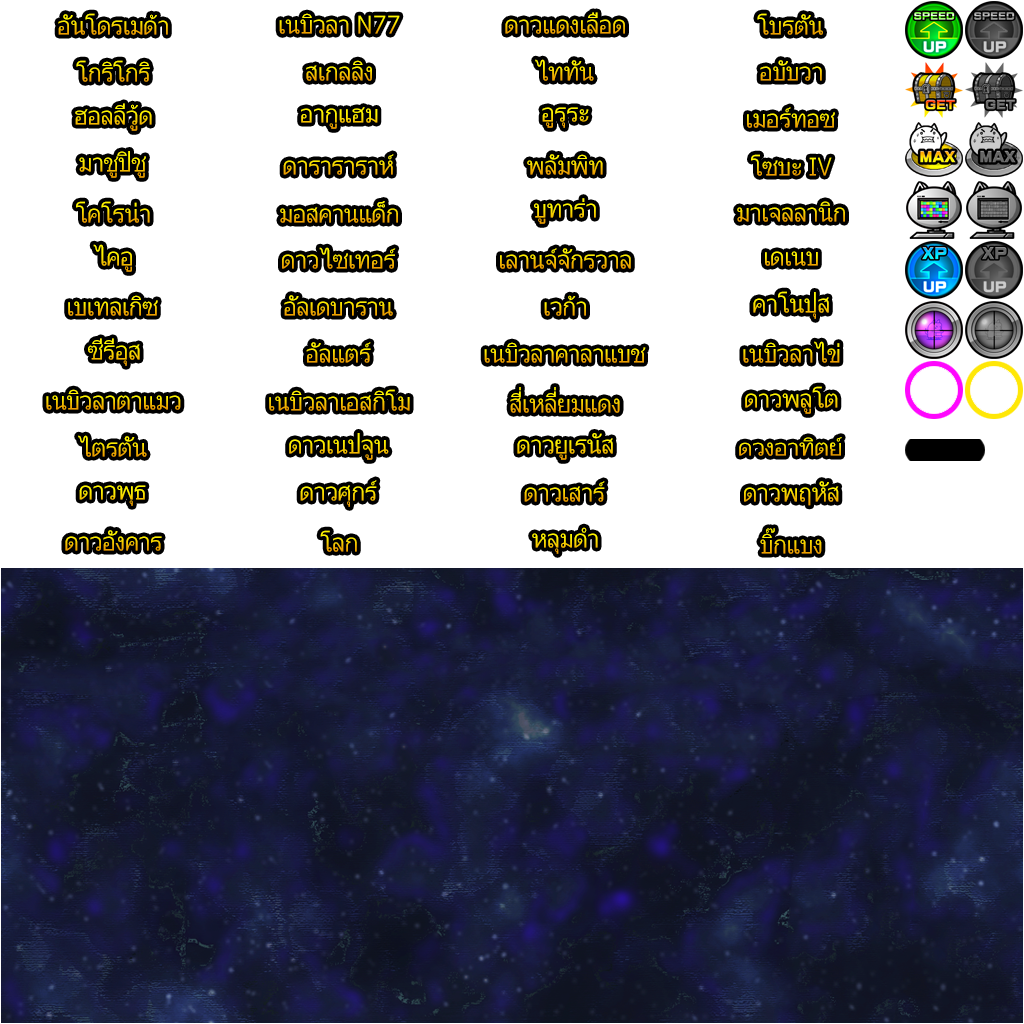 อันโดรเมด้า เนบิวลา N77 ดาวแดงเลือด โบรตัน SPEED UP SPEED UP
โกริโกริ สเกลลิง ไททัน อบับวา GET GET
ฮอลลีวู้ด อากูแฮม อูรุระ เมอร์ทอซ MAX MAX
มาชูปิชู ดาราราราห์ พลัมพิท โซบะ IV
โคโรน่า มอสคานแด็ก บูทาร่า มาเจลลานิก
ไคอู ดาวไซเทอร์ เลานจ์จักรวาล เดเนบ XP UP XP UP
เบเทลเกิซ อัลเดบาราน เวก้า คาโนปุส
ซีรีอุส อัลแตร์ เนบิวลาคาลาแบช เนบิวลาไข่
เนบิวลาตาแมว เนบิวลาเอสกิโม สี่เหลี่ยมแดง ดาวพลูโต
ไตรตัน ดาวเนปจูน ดาวยูเรนัส ดวงอาทิตย์
ดาวพุธ ดาวศุกร์ ดาวเสาร์ ดาวพฤหัส
ดาวอังคาร โลก หลุมดำ บิ๊กแบง